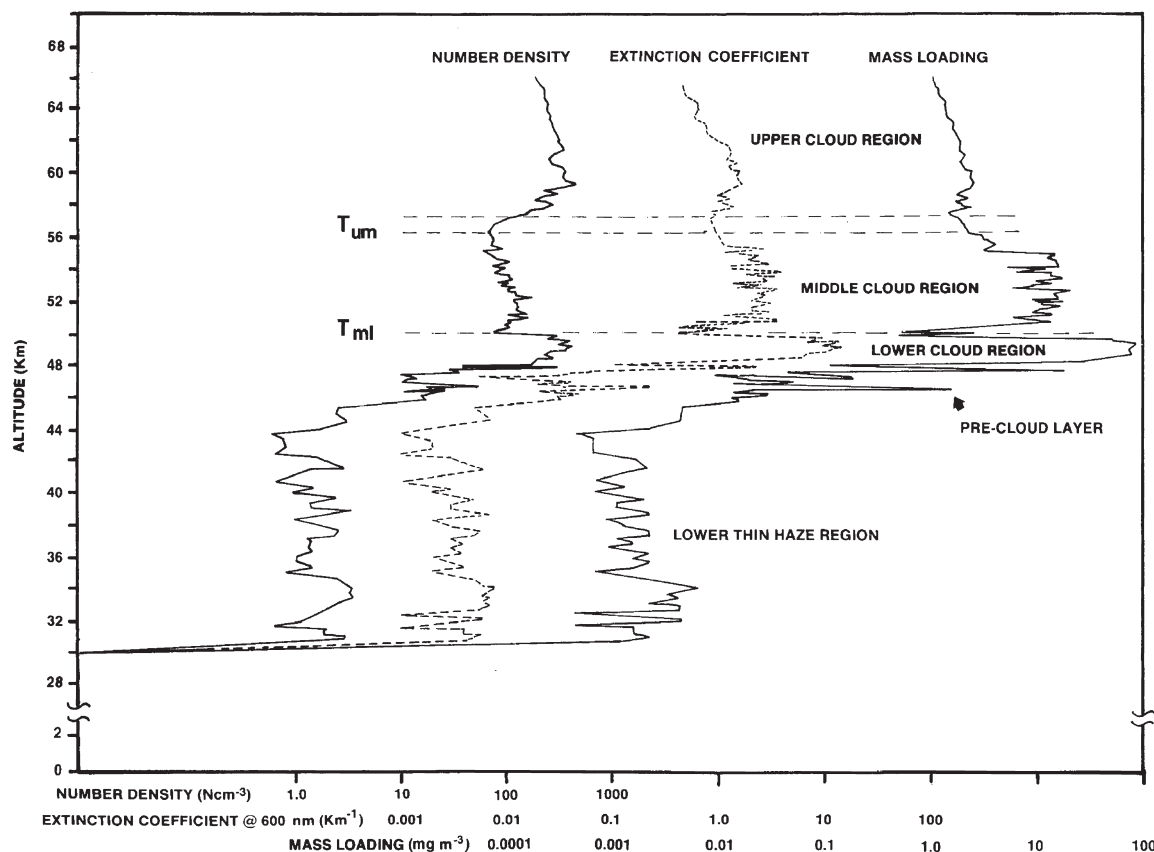 68
NUMBER DENSITY EXTINCTION COEFFICIENT MASS LOADING
64
UPPER CLOUD REGION
60
Tum
56
MIDDLE CLOUD REGION
52
Tml
LOWER CLOUD REGION
48
ALTITUDE (Km)
PRE-CLOUD LAYER
44
40
LOWER THIN HAZE REGION
36
32
28
2
0
NUMBER DENSITY (Ncm-3) 1.0 10 100 1000
EXTINCTION COEFFICIENT @ 600 nm (Km-1) 0.001 0.01 0.1 1.0 10 100
MASS LOADING (mg m-3) 0.0001 0.001 0.01 0.1 1.0 10 100